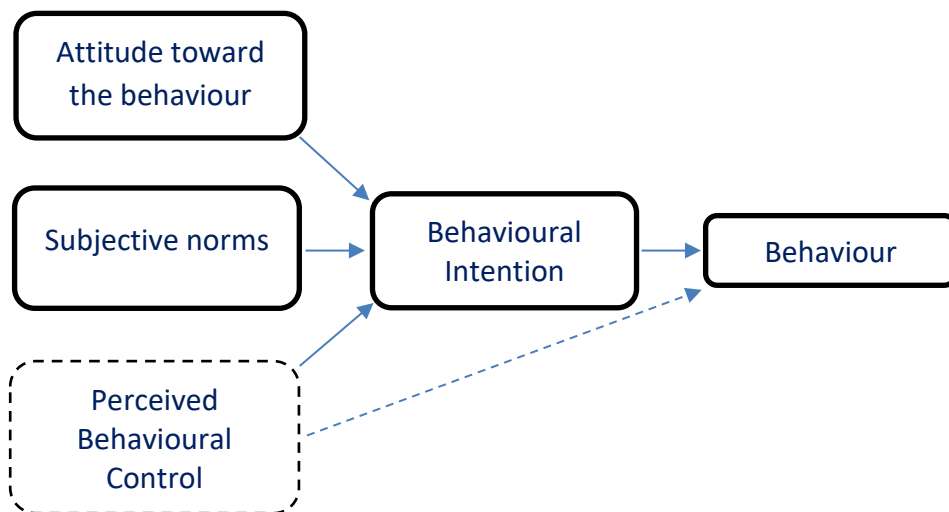 Attitude toward
the behaviour
Subjective norms
Behavioural
Intention
Behaviour
Perceived
Behavioural
Control